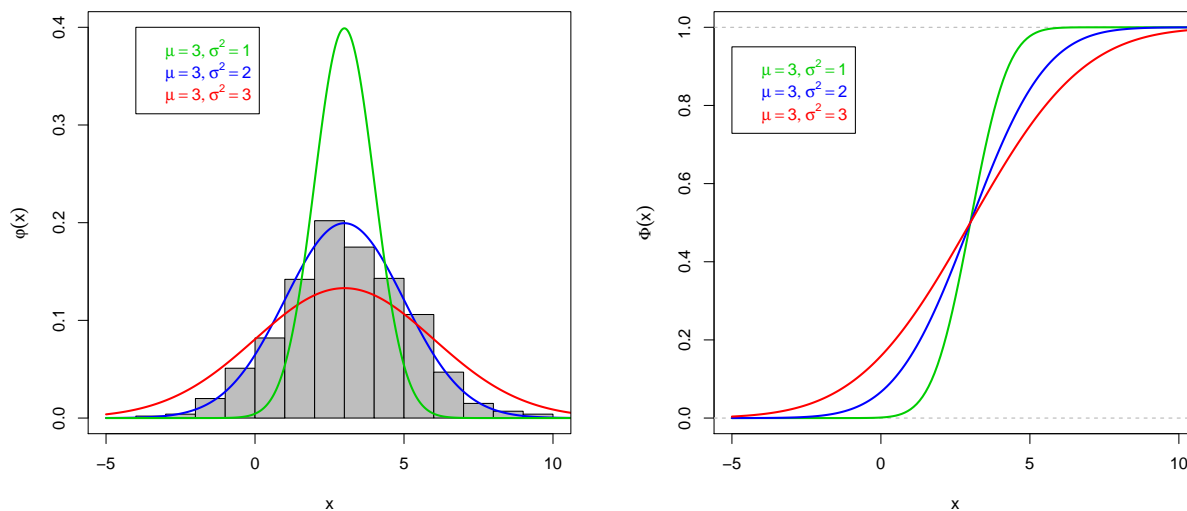 μ = 3, σ² = 1
μ = 3, σ² = 2
μ = 3, σ² = 3
φ(x)
0.0
0.1
0.2
0.3
0.4
−5
0
5
10
x
μ = 3, σ² = 1
μ = 3, σ² = 2
μ = 3, σ² = 3
Φ(x)
0.0
0.2
0.4
0.6
0.8
1.0
−5
0
5
10
x